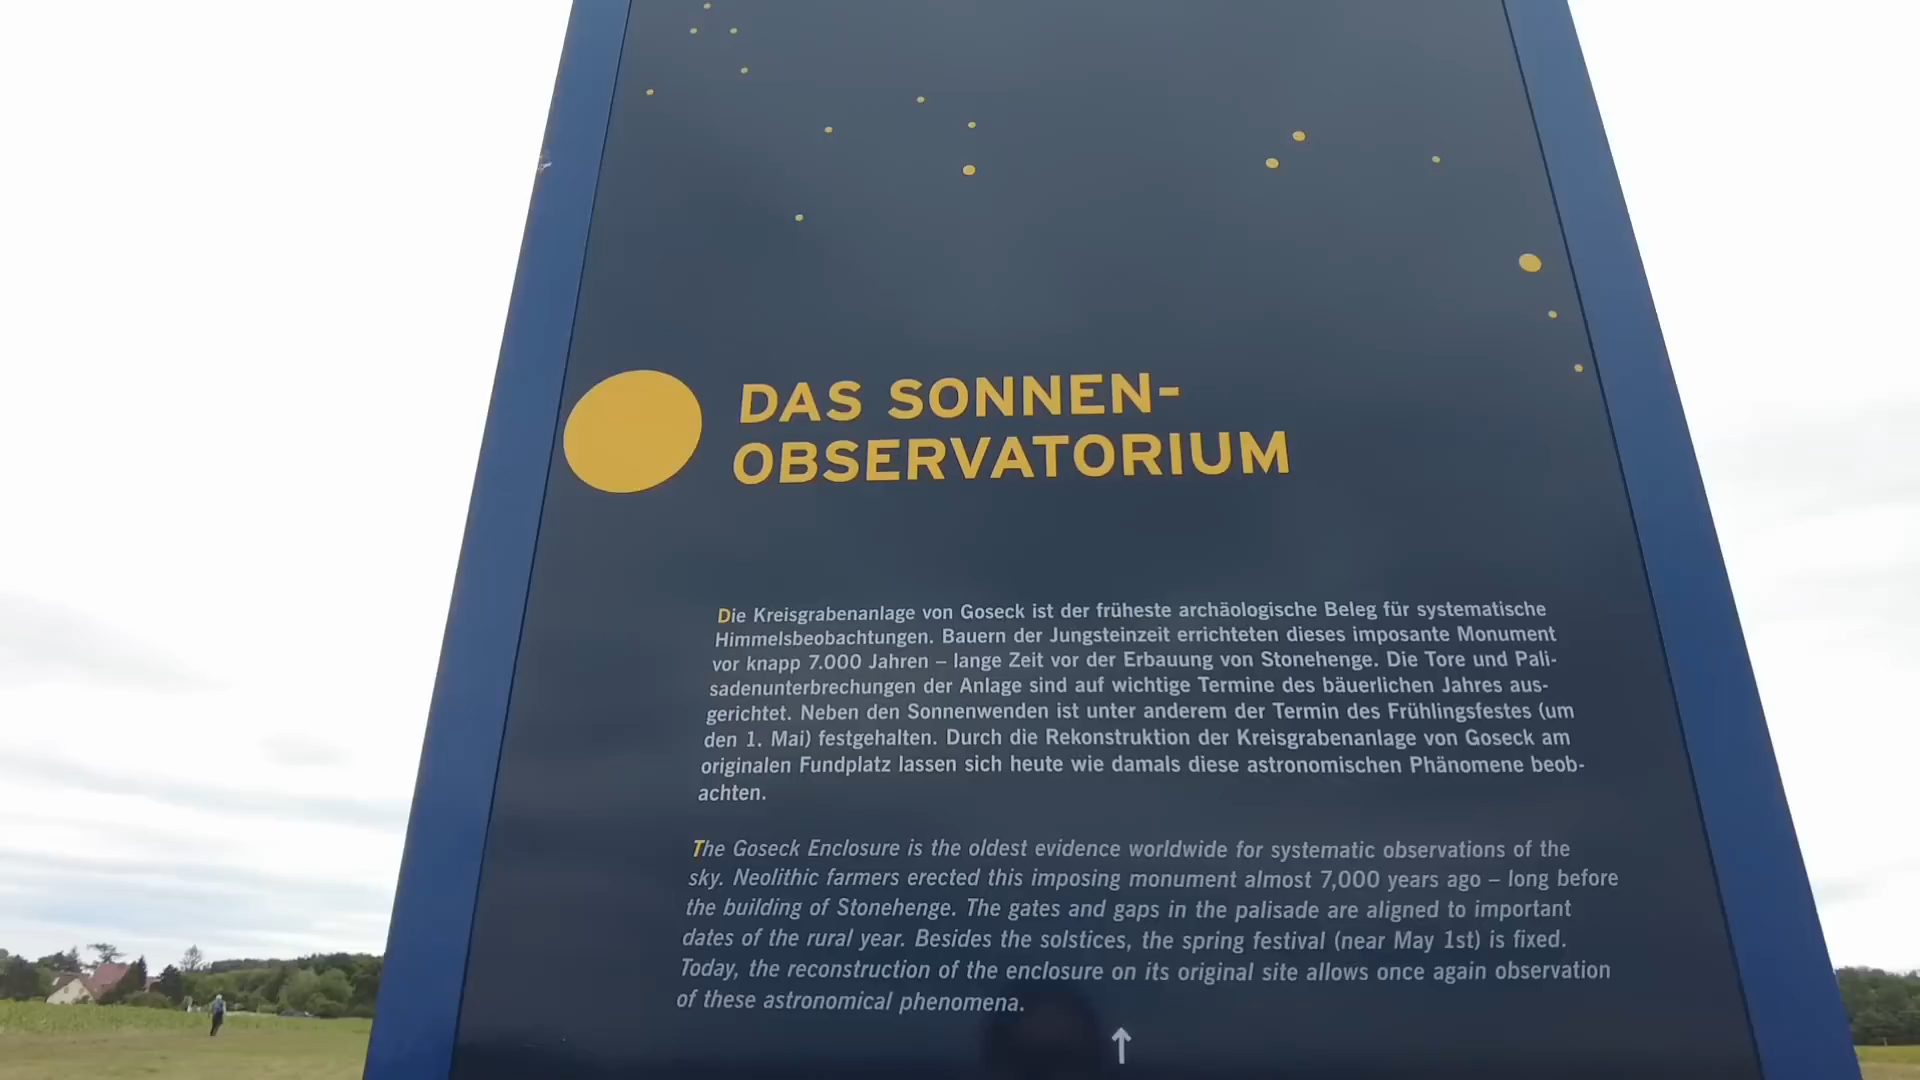 DAS SONNEN-
OBSERVATORIUM
Die Kreisgrabenanlage von Goseck ist der früheste archäologische Beleg für systematische
Himmelsbeobachtungen. Bauern der Jungsteinzeit errichteten dieses imposante Monument
vor knapp 7.000 Jahren – lange Zeit vor der Erbauung von Stonehenge. Die Tore und Pali-
sadenunterbrechungen der Anlage sind auf wichtige Termine des bäuerlichen Jahres aus-
gerichtet. Neben den Sonnenwenden ist unter anderem der Termin des Frühlingsfestes (um
den 1. Mai) festgehalten. Durch die Rekonstruktion der Kreisgrabenanlage von Goseck am
originalen Fundplatz lassen sich heute wie damals diese astronomischen Phänomene beob-
achten.
The Goseck Enclosure is the oldest evidence worldwide for systematic observations of the
sky. Neolithic farmers erected this imposing monument almost 7,000 years ago – long before
the building of Stonehenge. The gates and gaps in the palisade are aligned to important
dates of the rural year. Besides the solstices, the spring festival (near May 1st) is fixed.
Today, the reconstruction of the enclosure on its original site allows once again observation
of these astronomical phenomena.